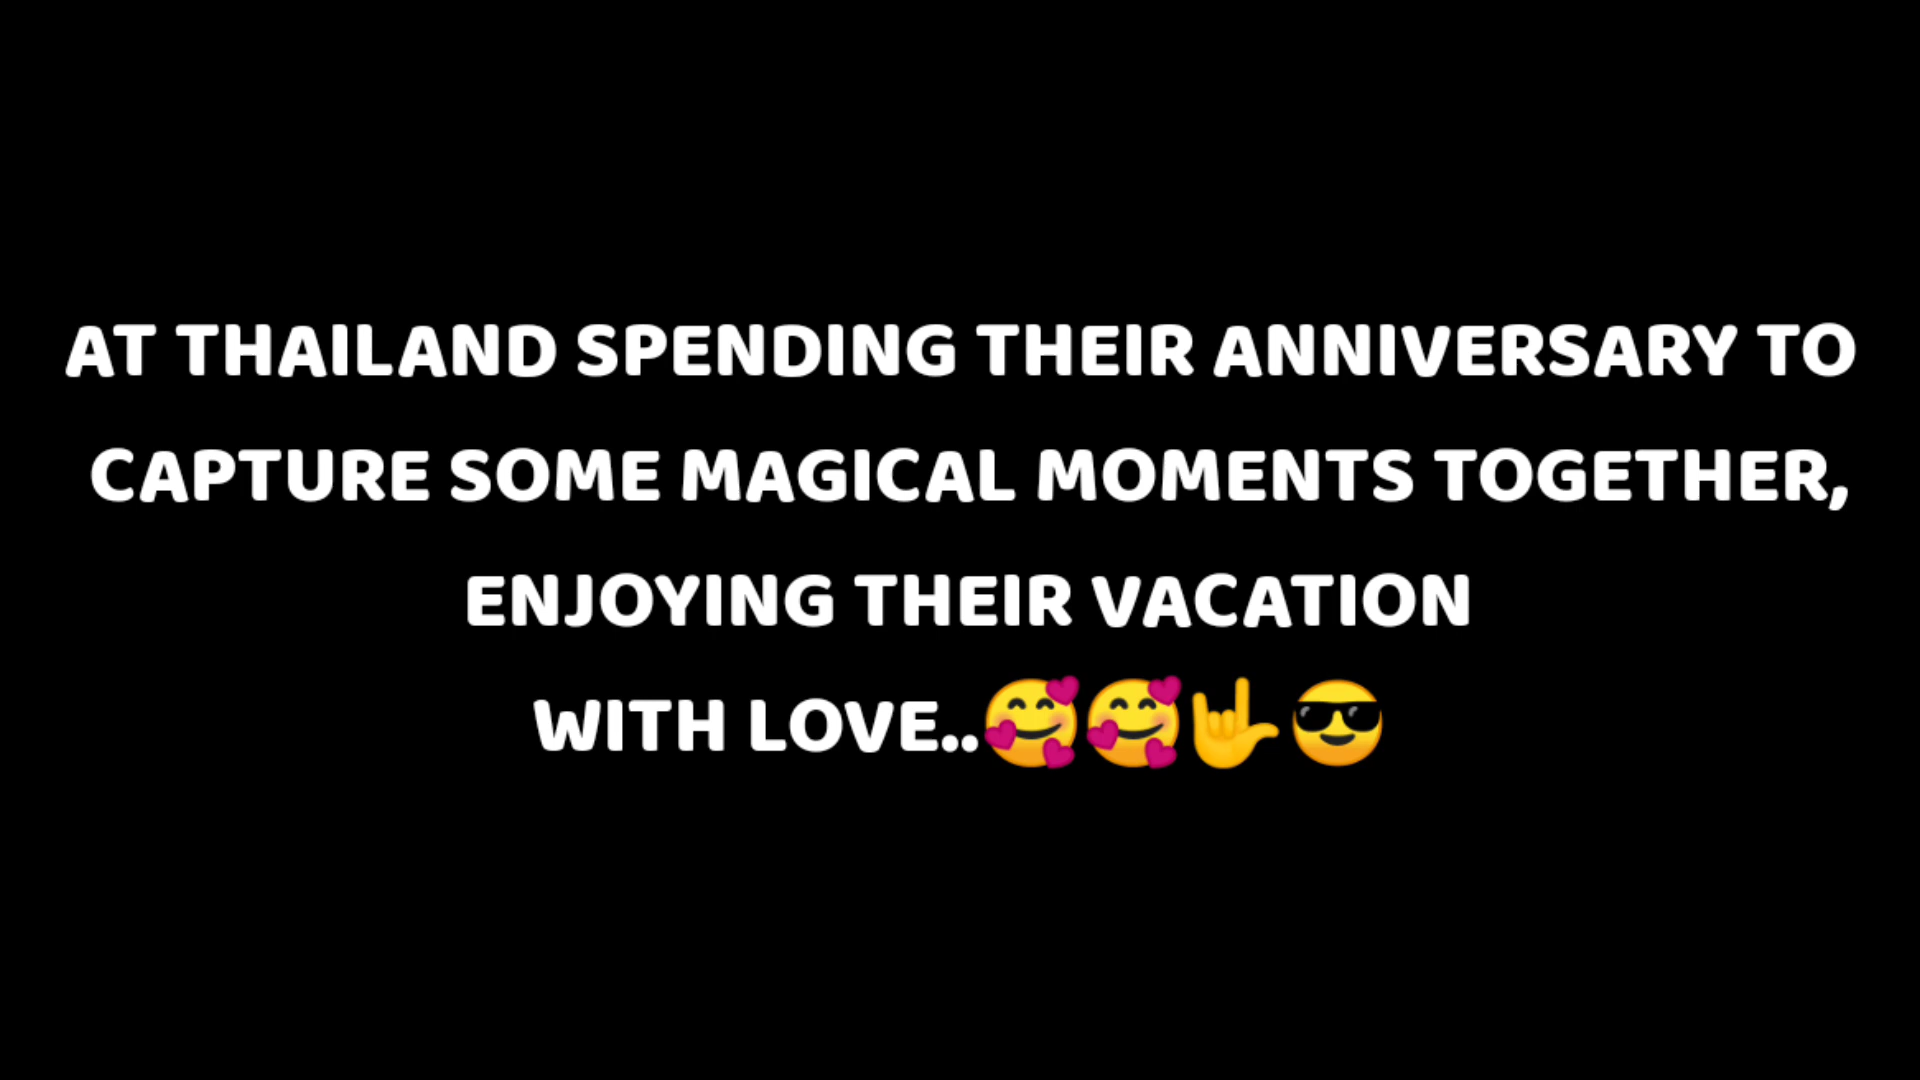 AT THAILAND SPENDING THEIR ANNIVERSARY TO
CAPTURE SOME MAGICAL MOMENTS TOGETHER,
ENJOYING THEIR VACATION
WITH LOVE..🥰🥰🤟😎